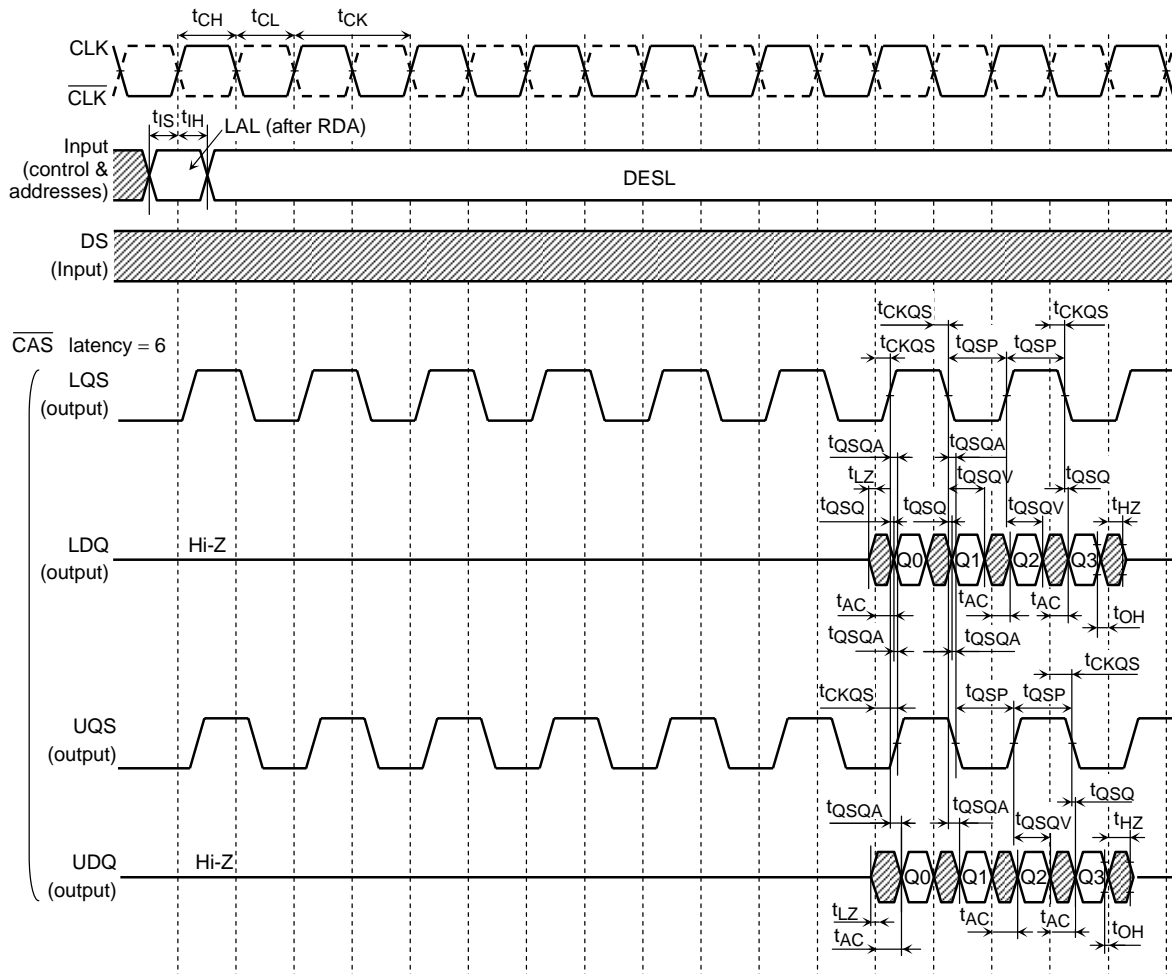 tCH tCL tCK
CLK
CLK
tIS tIH LAL (after RDA)
Input
(control &
addresses)
DESL
DS
(Input)
tCKQS tCKQS
CAS latency = 6
tCKQS tQSP tQSP
LQS
(output)
tQSQA tQSQA
tLZ tQSQV tQSQ
tQSQ tQSQ tQSQV tHZ
LDQ
(output)
Hi-Z
Q0 Q1 Q2 Q3
tAC tAC tAC tOH
tQSQA tQSQA
tCKQS
tCKQS tQSP tQSP
UQS
(output)
tQSQ
tQSQA tQSQA tQSQV tHZ
UDQ
(output)
Hi-Z
Q0 Q1 Q2 Q3
tLZ tAC tAC tOH
tAC